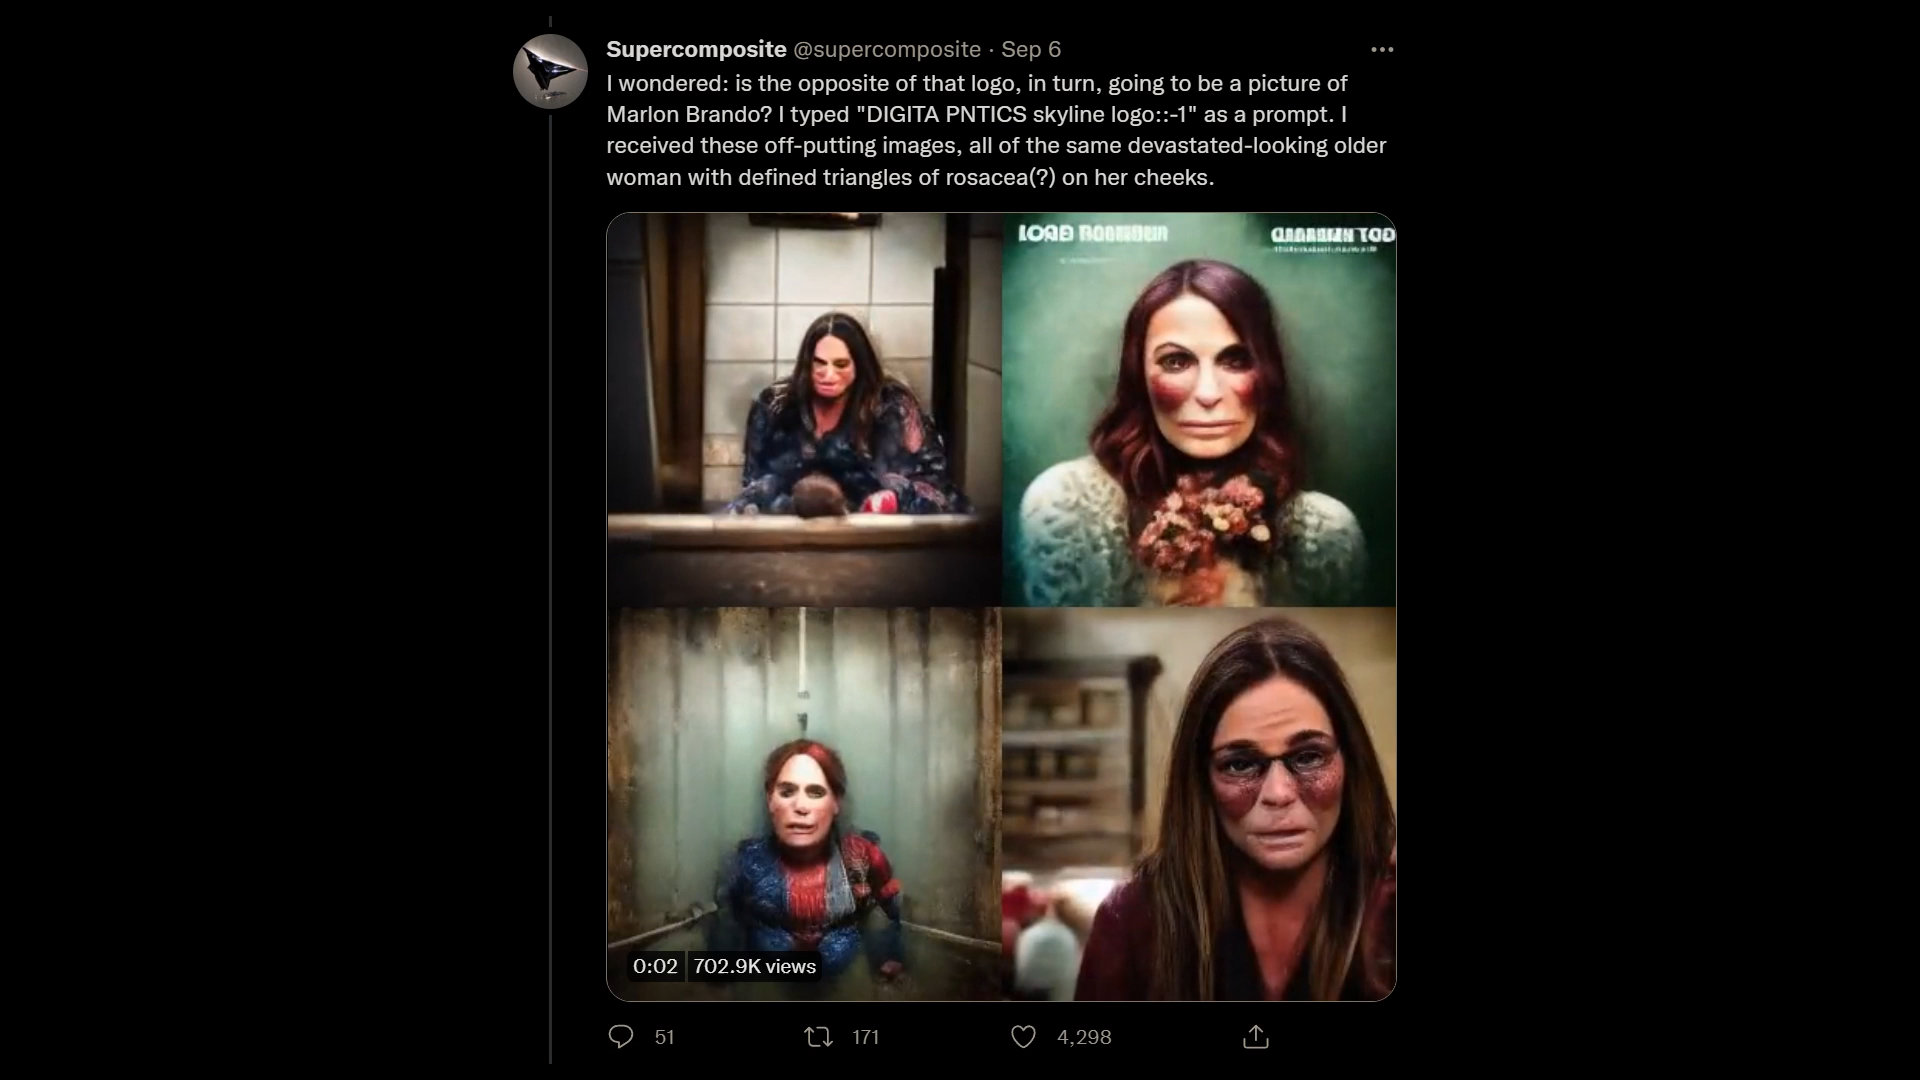 Supercomposite @supercomposite · Sep 6
I wondered: is the opposite of that logo, in turn, going to be a picture of
Marlon Brando? I typed "DIGITA PNTICS skyline logo::-1" as a prompt. I
received these off-putting images, all of the same devastated-looking older
woman with defined triangles of rosacea(?) on her cheeks.
0:02 702.9K views
51 171 4,298